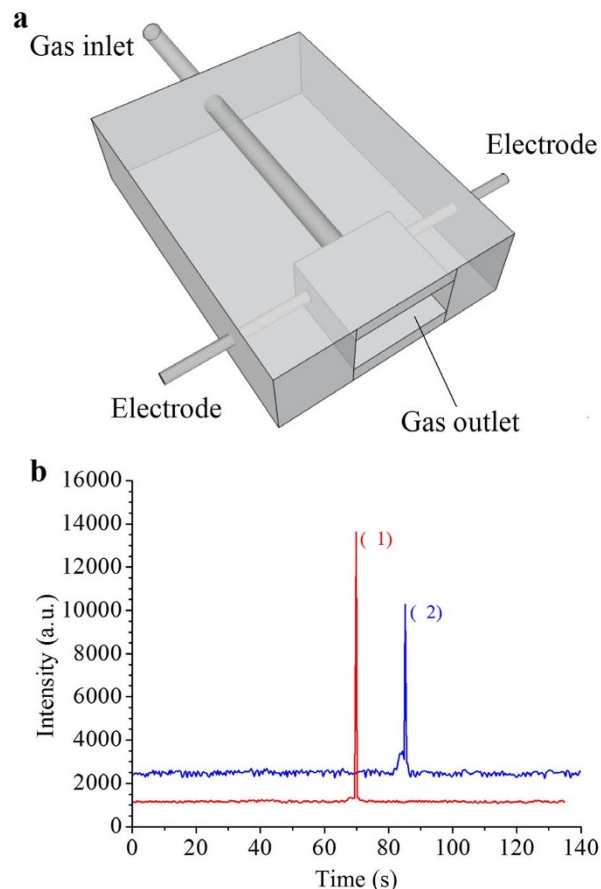 a
Gas inlet
Electrode
Electrode
Gas outlet
b
16000
14000
12000
10000
8000
6000
4000
2000
0
Intensity (a.u.)
( 1)
( 2)
0 20 40 60 80 100 120 140
Time (s)